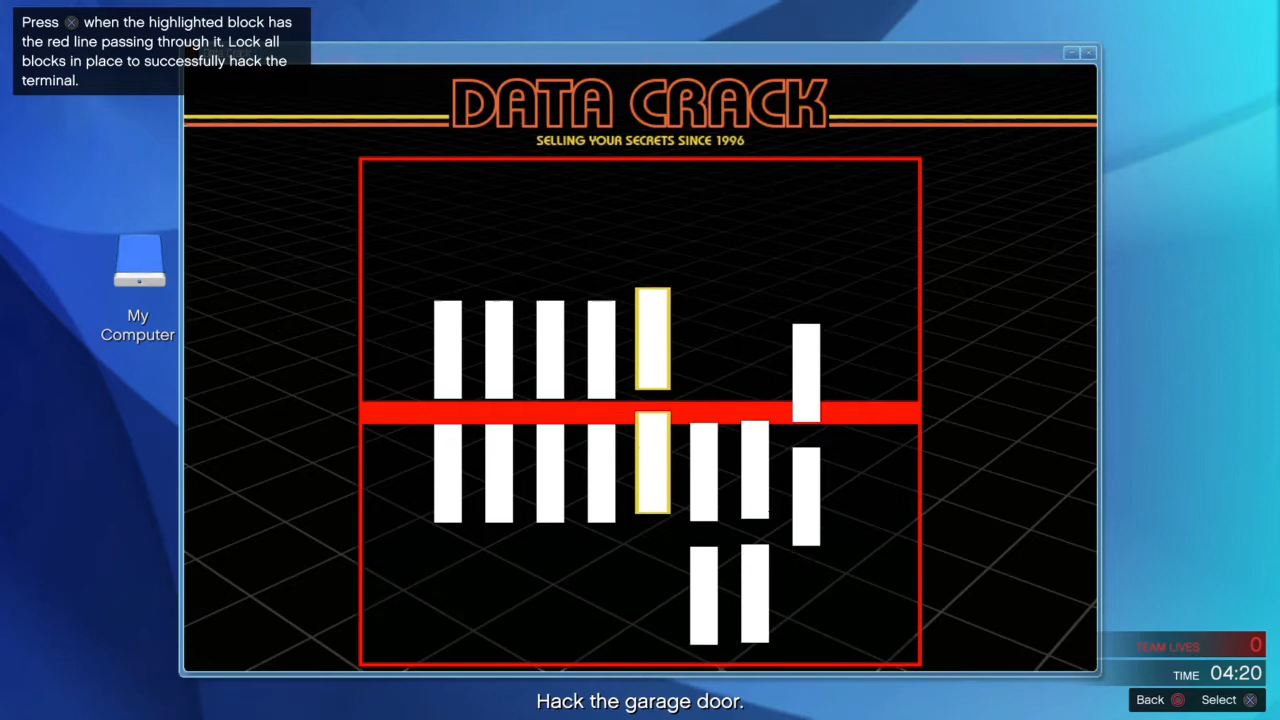 Press when the highlighted block has
the red line passing through it. Lock all
blocks in place to successfully hack the
terminal.
DATA CRACK
SELLING YOUR SECRETS SINCE 1996
My
Computer
TEAM LIVES 0
TIME 04:20
Back Select
Hack the garage door.